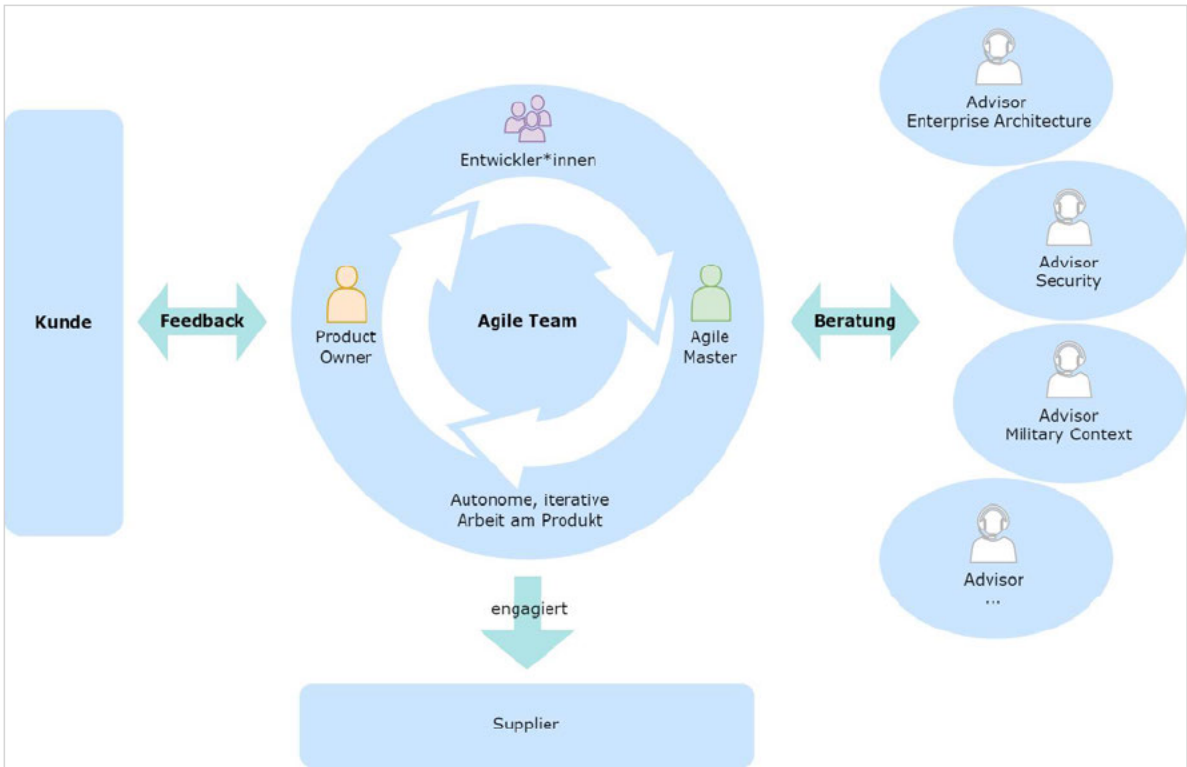 Kunde
Feedback
Entwickler*innen
Product
Owner
Agile Team
Agile
Master
Autonome, iterative
Arbeit am Produkt
engagiert
Supplier
Beratung
Advisor
Enterprise Architecture
Advisor
Security
Advisor
Military Context
Advisor
...